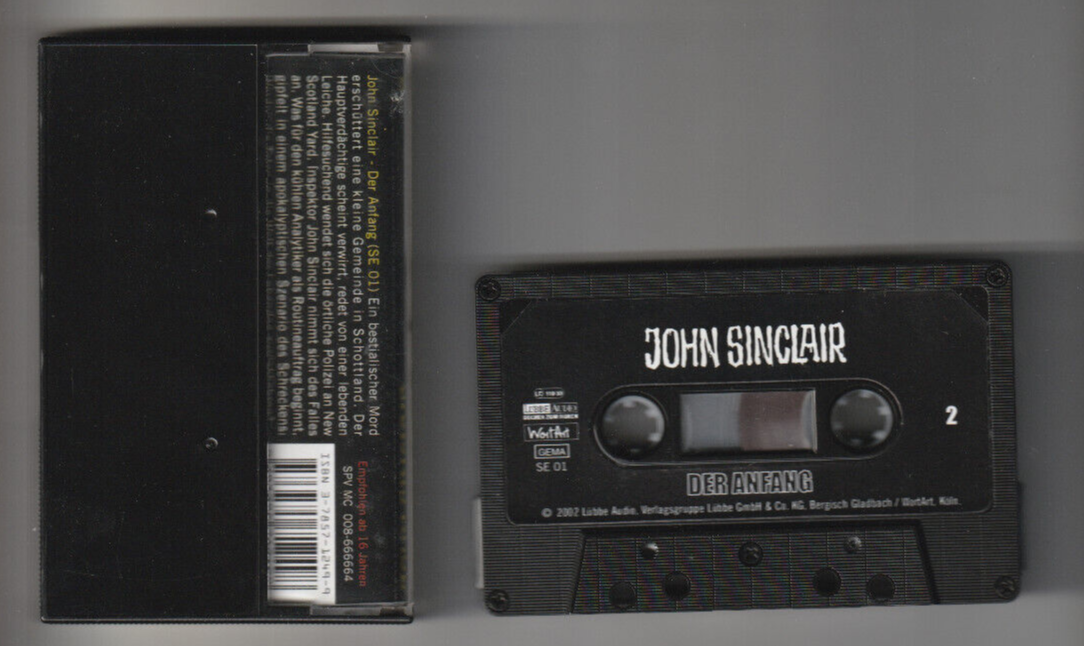 John Sinclair - Der Anfang (SE 01) Ein bestialischer Mord
erschüttert eine kleine Gemeinde in Schottland. Der
Hauptverdächtige scheint verwirrt, redet von einer lebenden
Leiche. Hilfesuchend wendet sich die örtliche Polizei an New
Scotland Yard. Inspektor John Sinclair nimmt sich des Falles
an. Was für den kühlen Analytiker als Routineauftrag beginnt,
gipfelt in einem apokalyptischen Szenario des Schreckens.
Empfohlen ab 16 Jahren
SPV MC 008-666664
ISBN 3-7857-1249-9
JOHN SINCLAIR
LÜBBE AUDIO
WortArt
GEMA
SE 01
2
DER ANFANG
© 2002 Lübbe Audio, Verlagsgruppe Lübbe GmbH & Co. KG, Bergisch Gladbach / WortArt, Köln.